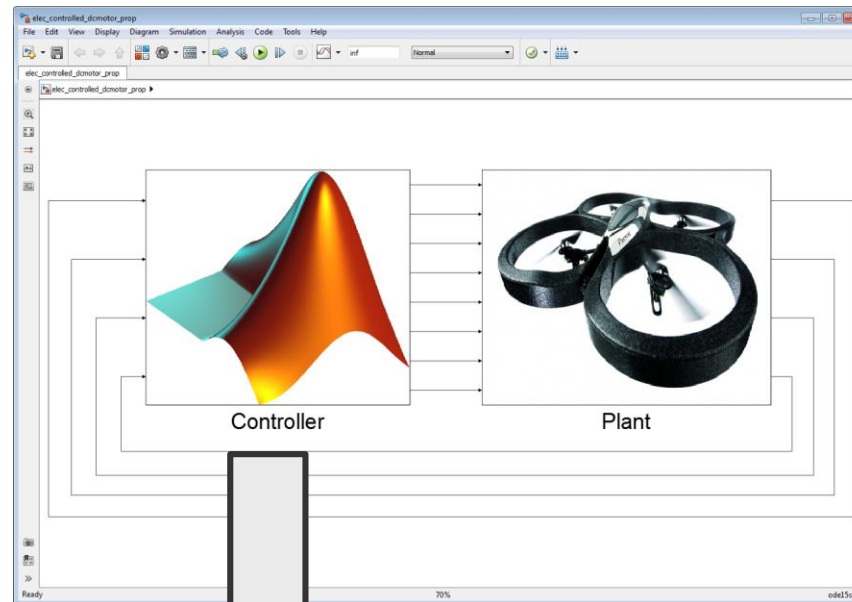 elec_controlled_dcmotor_prop
File Edit View Display Diagram Simulation Analysis Code Tools Help
inf Normal
elec_controlled_dcmotor_prop
elec_controlled_dcmotor_prop
Controller Plant
Ready 70% ode15s